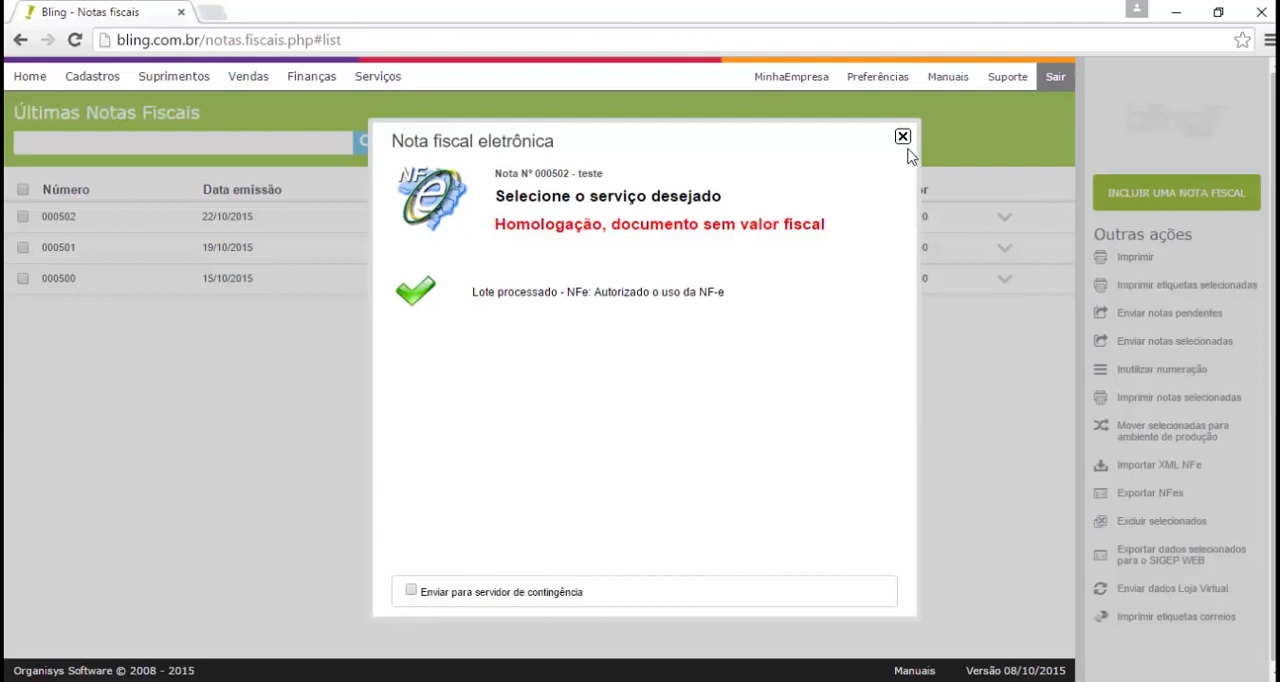 Bling - Notas fiscais
bling.com.br/notas.fiscais.php#list
Home Cadastros Suprimentos Vendas Finanças Serviços MinhaEmpresa Preferências Manuais Suporte Sair
Últimas Notas Fiscais
Número Data emissão
000502 22/10/2015
000501 19/10/2015
000500 15/10/2015
Nota fiscal eletrônica
NF e
Nota Nº 000502 - teste
Selecione o serviço desejado
Homologação, documento sem valor fiscal
Lote processado - NFe: Autorizado o uso da NF-e
Enviar para servidor de contingência
bling
INCLUIR UMA NOTA FISCAL
Outras ações
Imprimir
Imprimir etiquetas selecionadas
Enviar notas pendentes
Enviar notas selecionadas
Inutilizar numeração
Imprimir notas selecionadas
Mover selecionadas para
ambiente de produção
Importar XML NFe
Exportar NFes
Excluir selecionados
Exportar dados selecionados
para o SIGEP WEB
Enviar dados Loja Virtual
Imprimir etiquetas correios
Organisys Software © 2008 - 2015 Manuais Versão 08/10/2015